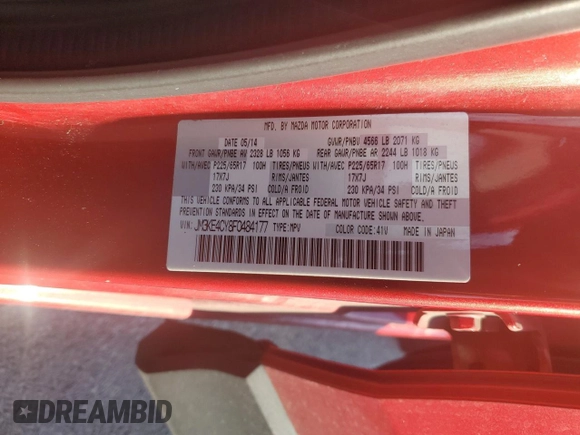 MFD. BY MAZDA MOTOR CORPORATION
DATE 05/14 GVWR/PNBV 4566 LB 2071 KG
FRONT GAWR/PNBE AV 2328 LB 1056 KG REAR GAWR/PNBE AR 2244 LB 1018 KG
WITH/AVEC P225/65R17 100H TIRES/PNEUS WITH/AVEC P225/65R17 100H TIRES/PNEUS
17X7J RIMS/JANTES 17X7J RIMS/JANTES
230 KPA/34 PSI COLD/A FROID 230 KPA/34 PSI COLD/A FROID
THIS VEHICLE CONFORMS TO ALL APPLICABLE FEDERAL MOTOR VEHICLE SAFETY AND THEFT
PREVENTION STANDARDS IN EFFECT ON THE DATE OF MANUFACTURE SHOWN ABOVE.
VIN: JM3KE4CY8F0484177 TYPE:MPV COLOR CODE:41V MADE IN JAPAN
DREAMBID